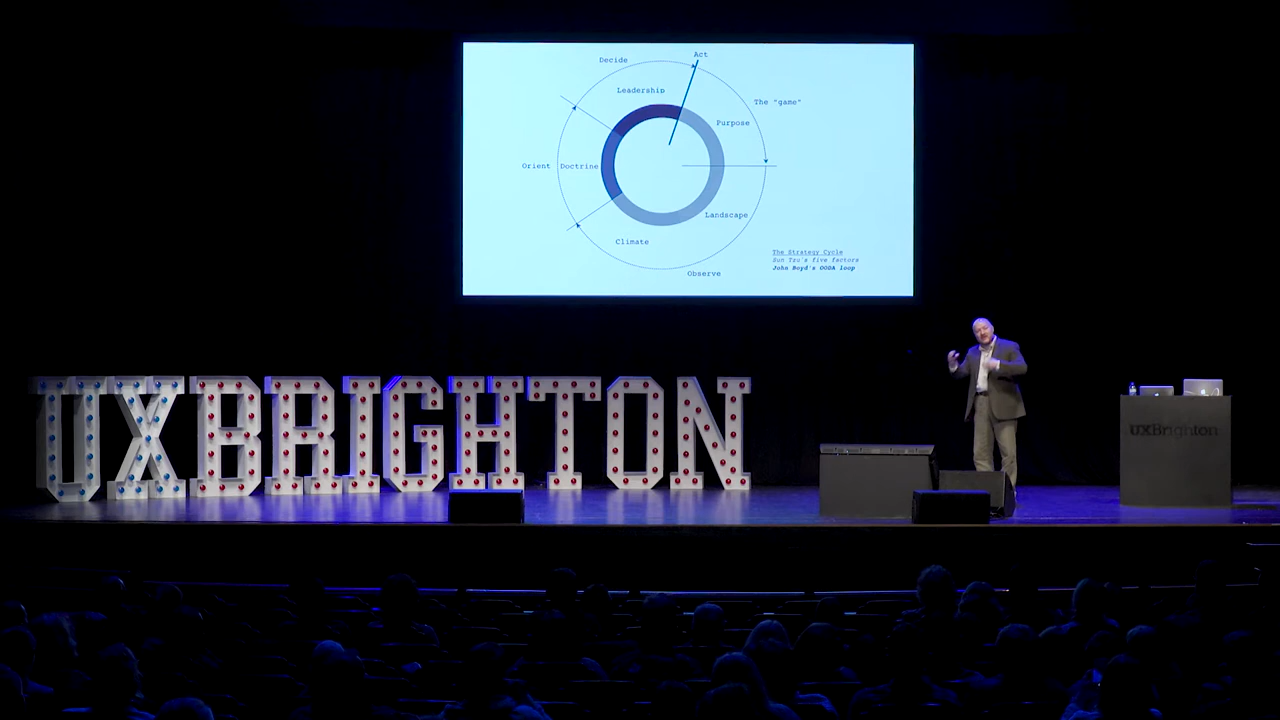 Act
Decide
Leadership
The "game"
Purpose
Orient
Doctrine
Landscape
Climate
Observe
The Strategy Cycle
Sun Tzu's five factors
John Boyd's OODA loop
UXBRIGHTON
UXBrighton